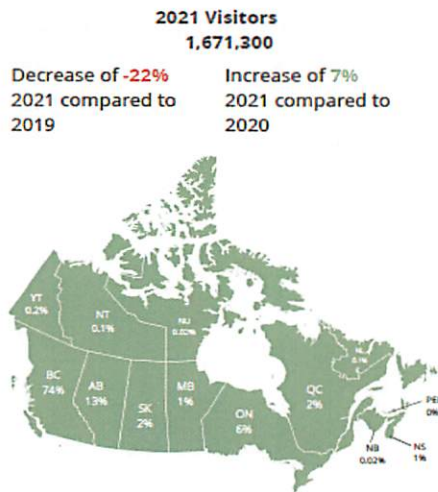 2021 Visitors
1,671,300
Decrease of -22%
2021 compared to
2019
Increase of 7%
2021 compared to
2020
YT
0.2%
NT
0.1%
NU
0.02%
BC
74%
AB
13%
SK
2%
MB
1%
ON
6%
QC
2%
NL
0.1%
PEI
0%
NB
0.02%
NS
1%